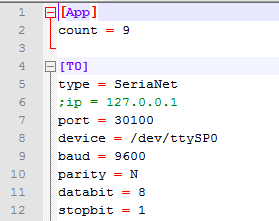 1 [App]
2 count = 9
3
4 [T0]
5 type = SeriaNet
6 ;ip = 127.0.0.1
7 port = 30100
8 device = /dev/ttySP0
9 baud = 9600
10 parity = N
11 databit = 8
12 stopbit = 1